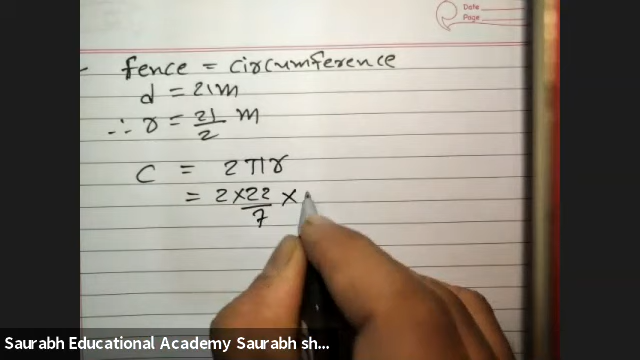 Date
Page
fence = circumference
d = 21m
∴ r = 21/2 m
C = 2πr
= 2 × 22/7 ×
Saurabh Educational Academy Saurabh sh...